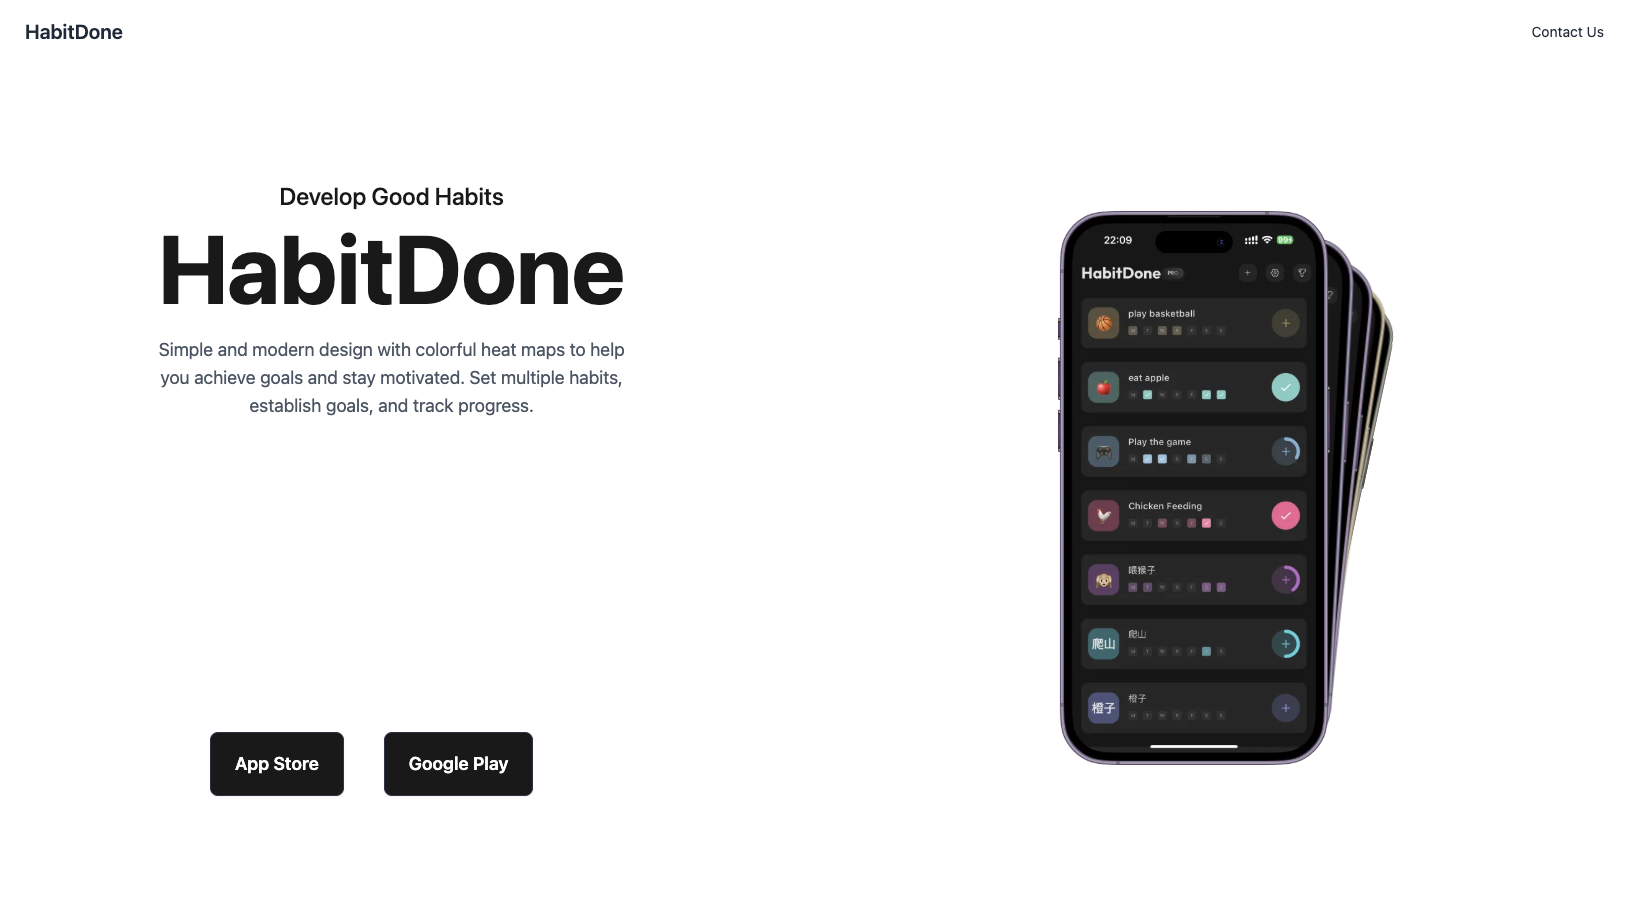 HabitDone
Contact Us
Develop Good Habits
HabitDone
Simple and modern design with colorful heat maps to help
you achieve goals and stay motivated. Set multiple habits,
establish goals, and track progress.
App Store
Google Play
22:09
99+
HabitDone PRO
play basketball
eat apple
Play the game
Chicken Feeding
喂猴子
爬山
爬山
橙子
橙子